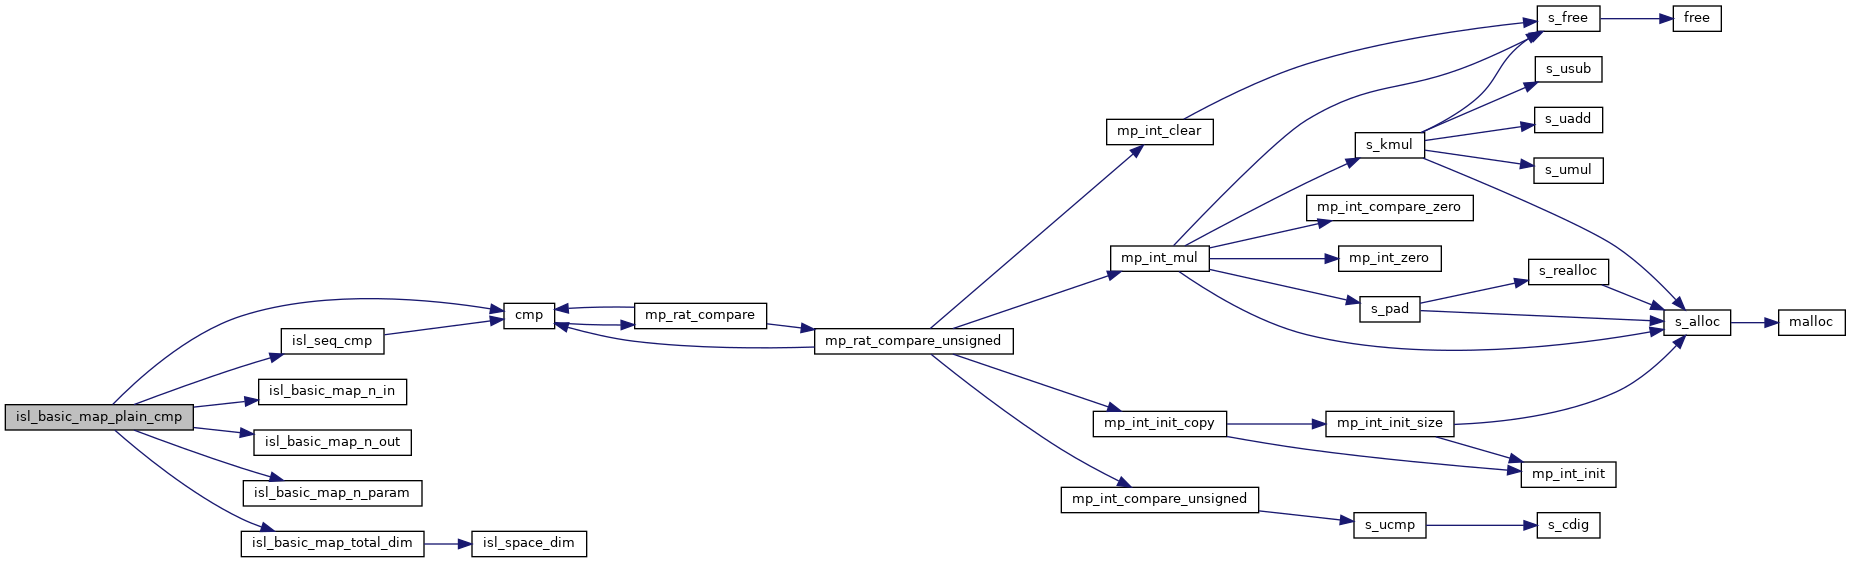 isl_basic_map_plain_cmp
cmp
isl_seq_cmp
isl_basic_map_n_in
isl_basic_map_n_out
isl_basic_map_n_param
isl_basic_map_total_dim
isl_space_dim
mp_rat_compare
mp_rat_compare_unsigned
mp_int_clear
mp_int_mul
mp_int_init_copy
mp_int_compare_unsigned
s_kmul
mp_int_compare_zero
mp_int_zero
s_pad
mp_int_init_size
s_ucmp
s_free
s_usub
s_uadd
s_umul
s_realloc
mp_int_init
s_cdig
free
s_alloc
malloc